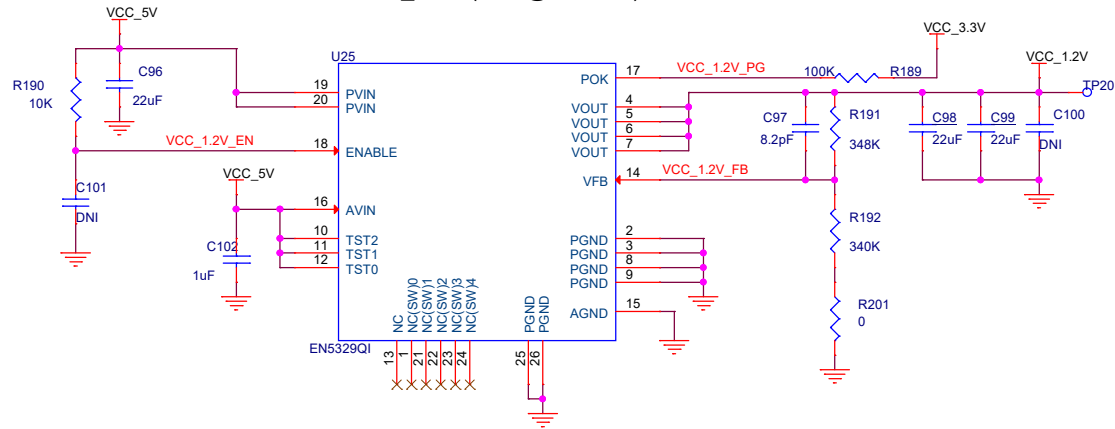 VCC_5V
VCC_3.3V
VCC_1.2V
TP20
U25
R190
10K
C96
22uF
19
20
PVIN
PVIN
POK
17
VCC_1.2V_PG
100K
R189
VOUT
VOUT
VOUT
VOUT
4
5
6
7
C97
8.2pF
R191
348K
C98
22uF
C99
22uF
C100
DNI
VCC_1.2V_EN
18
ENABLE
VFB
14
VCC_1.2V_FB
C101
DNI
VCC_5V
16
AVIN
C102
1uF
10
11
12
TST2
TST1
TST0
PGND
PGND
PGND
PGND
2
3
8
9
R192
340K
AGND
15
R201
0
NC
NC(SW)0
NC(SW)1
NC(SW)2
NC(SW)3
NC(SW)4
PGND
PGND
EN5329QI
13
1
21
22
23
24
25
26